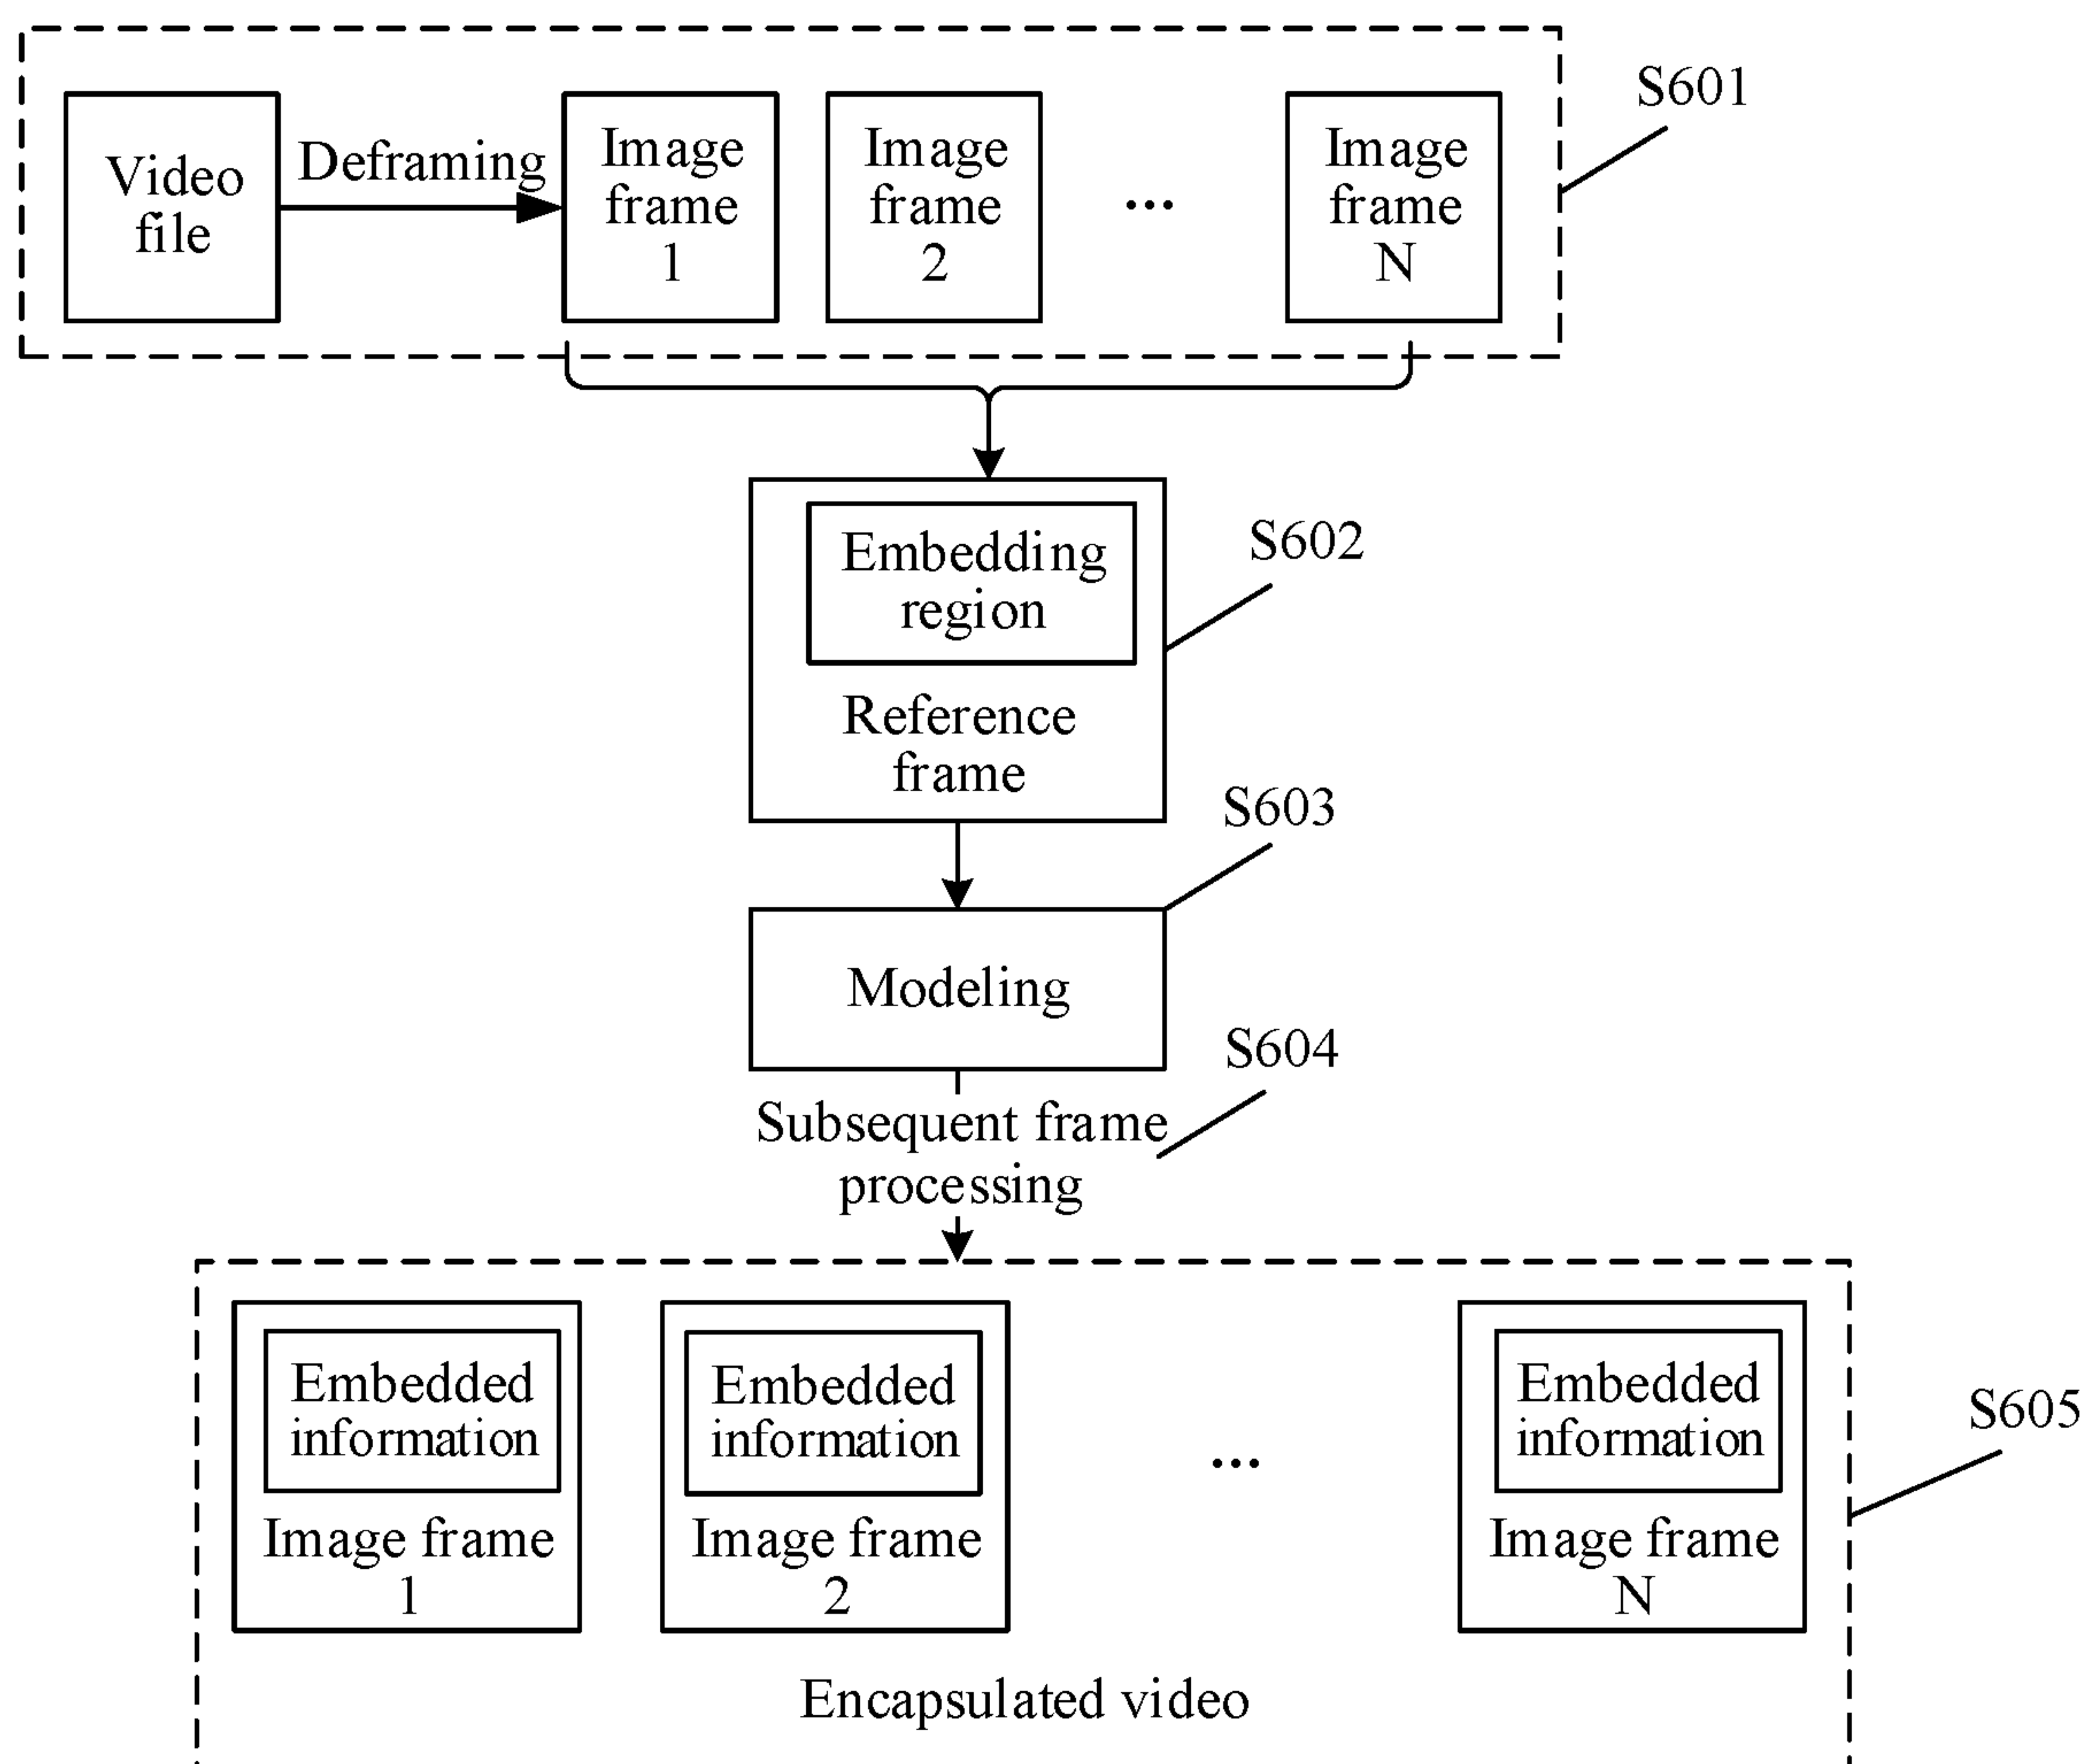 S601
Video
file
Deframing
Image
frame
1
Image
frame
2
...
Image
frame
N
Embedding
region
Reference
frame
S602
S603
Modeling
S604
Subsequent frame
processing
Embedded
information
Image frame
1
Embedded
information
Image frame
2
...
Embedded
information
Image frame
N
S605
Encapsulated video